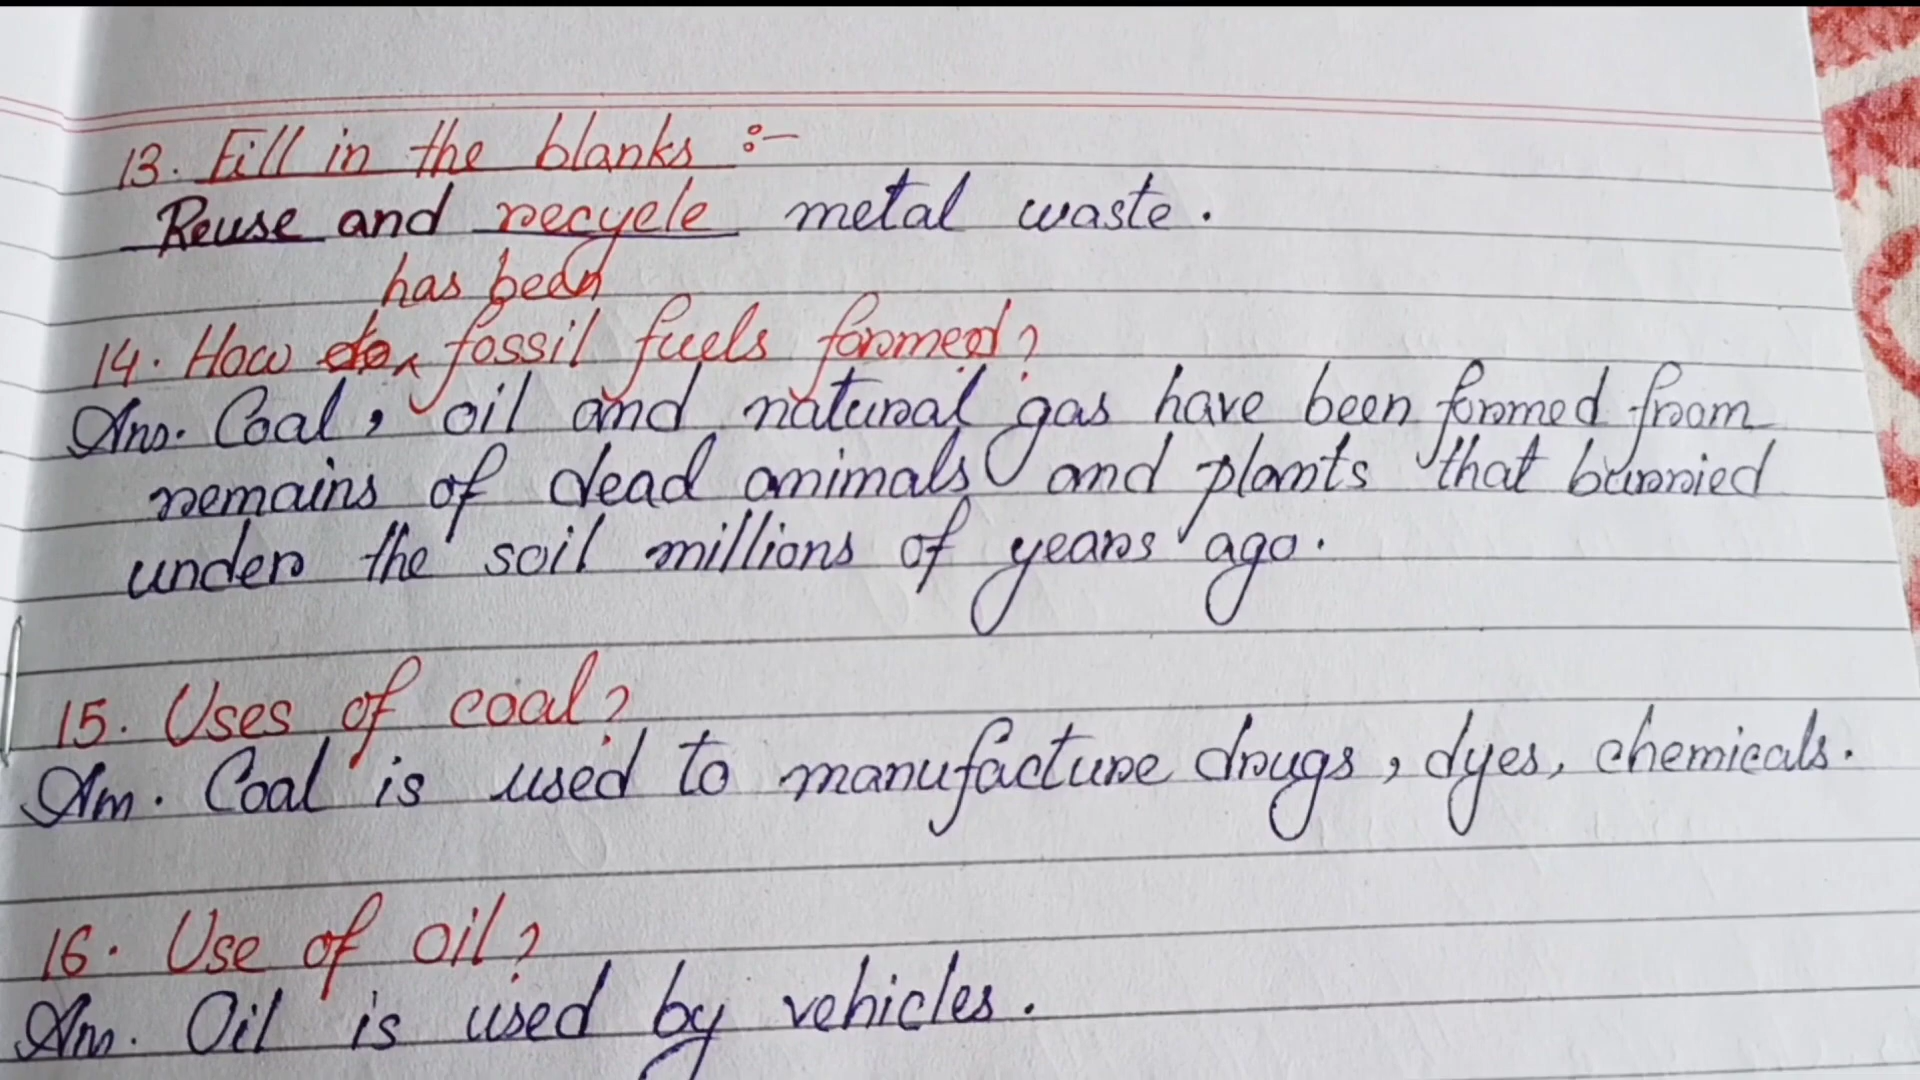 13. Fill in the blanks :-
Reuse and recycle metal waste.
has been
14. How fossil fuels formed?
Ans. Coal, oil and natural gas have been formed from
remains of dead animals and plants that burried
under the soil millions of years ago.
15. Uses of coal?
Ans. Coal is used to manufacture drugs, dyes, chemicals.
16. Use of oil?
Ans. Oil is used by vehicles.